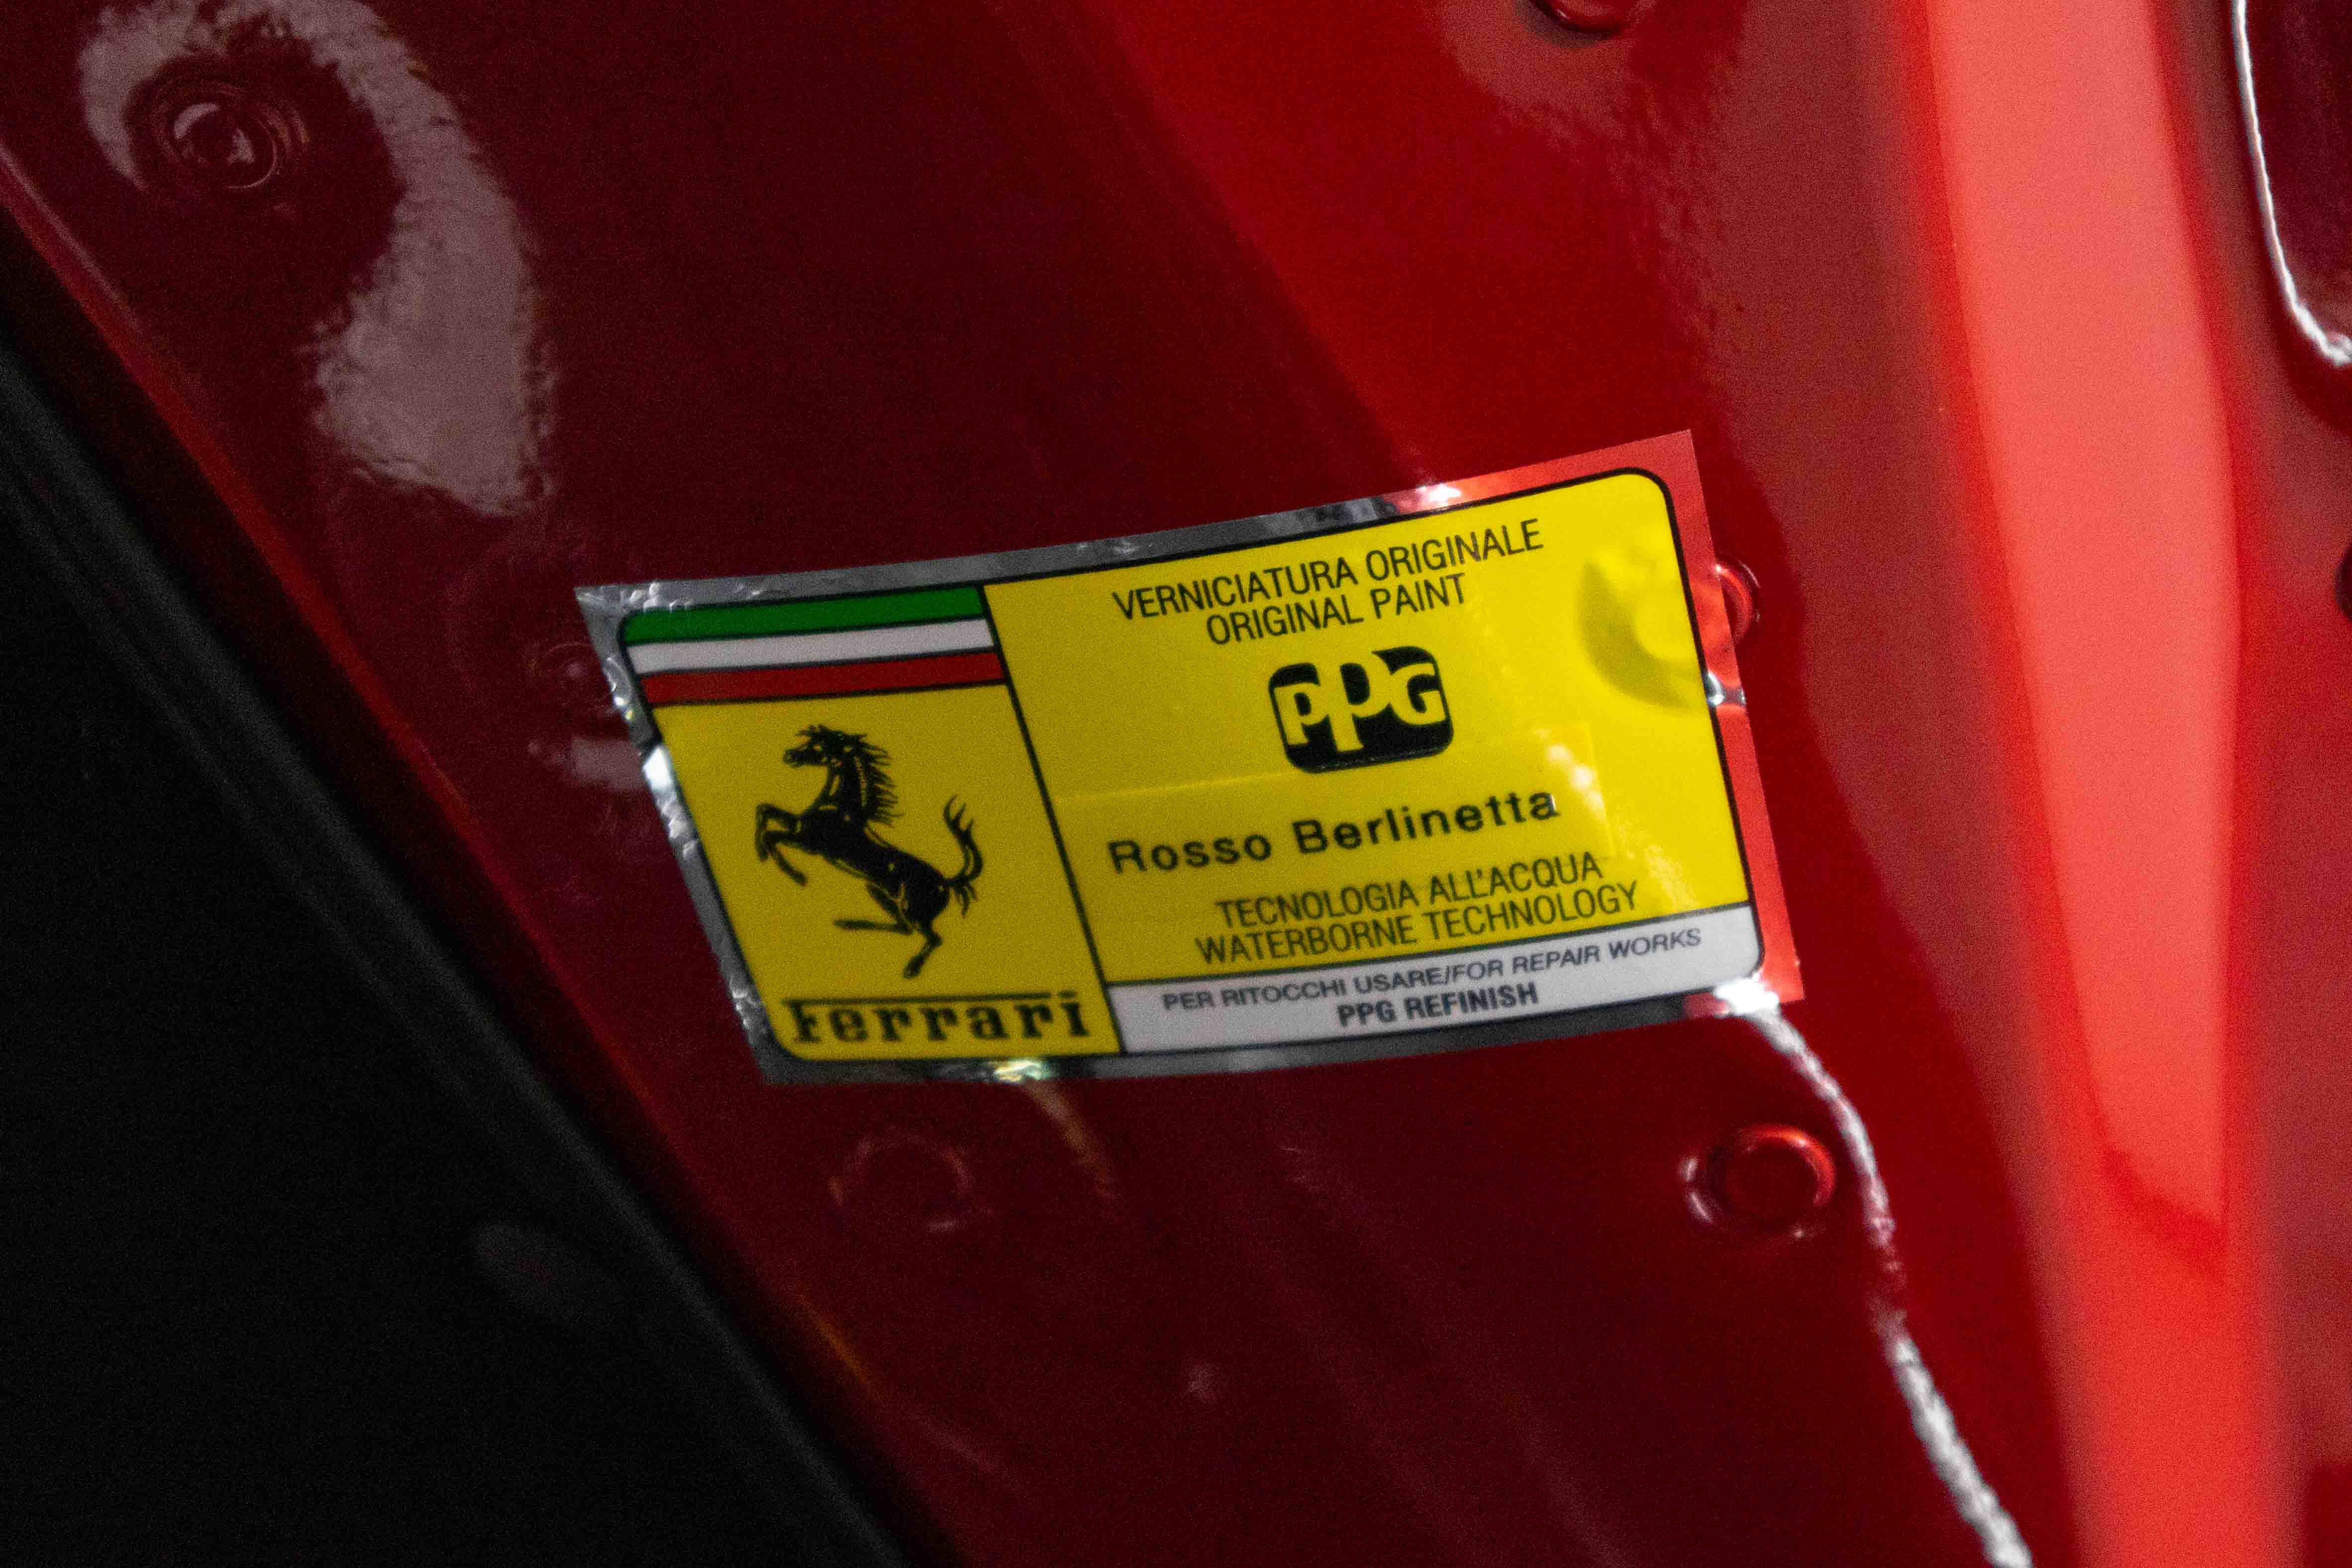 Ferrari
VERNICIATURA ORIGINALE
ORIGINAL PAINT
PPG
Rosso Berlinetta
TECNOLOGIA ALL'ACQUA
WATERBORNE TECHNOLOGY
PER RITOCCHI USARE/FOR REPAIR WORKS
PPG REFINISH